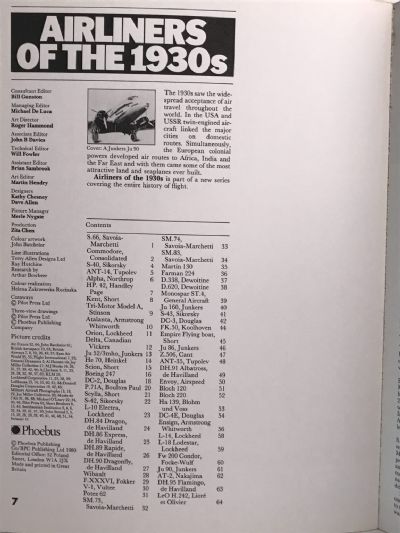 AIRLINERS
OF THE 1930s
Consultant Editor
Bill Gunston
Managing Editor
Michael De Luca
Art Director
Roger Hammond
Associate Editor
John B Davies
Technical Editor
Will Fowler
Assistant Editor
Brian Sambrook
Art Editor
Martin Hendry
Designers
Kathy Chesney
Dave Allen
Picture Manager
Merle Nygate
Production
Zita Chen
Colour artwork
John Batchelor
Line illustrations
Tony Allen Designs Ltd
Ray Hutchins
Research by
Arthur Bowbeer
Colour realization
Helena Zakrzewska-Rucinska
Cutaways
© Pilot Press Ltd
Three-view drawings
© Pilot Press Ltd
© Phoebus Publishing
Company
Picture credits
Phoebus
© Phoebus Publishing
Co/BPC Publishing Ltd 1980
Editorial Office: 52 Poland
Street, London W1A 2JX
Made and printed in Great
Britain
7
Cover: A Junkers Ju 90
The 1930s saw the wide-
spread acceptance of air
travel throughout the
world. In the USA and
USSR twin-engined air-
craft linked the major
cities on domestic
routes. Simultaneously,
the European colonial
powers developed air routes to Africa, India and
the Far East and with them came some of the most
attractive land and seaplanes ever built.
Airliners of the 1930s is part of a new series
covering the entire history of flight.
Contents
S.66, Savoia-
Marchetti 1
Commodore,
Consolidated 2
S-40, Sikorsky 4
ANT-14, Tupolev 5
Alpha, Northrop 6
HP. 42, Handley
Page 7
Kent, Short 8
Tri-Motor Model A,
Stinson 9
Atalanta, Armstrong
Whitworth 10
Orion, Lockheed 11
Delta, Canadian
Vickers 12
Ju 52/3mho, Junkers 13
He 70, Heinkel 14
Scion, Short 15
Boeing 247 16
DC-2, Douglas 18
P.71A, Boulton Paul 20
Scylla, Short 21
S-42, Sikorsky 22
L-10 Electra,
Lockheed 23
DH.84 Dragon,
de Havilland 24
DH.86 Express,
de Havilland 25
DH.89 Rapide,
de Havilland 26
DH.90 Dragonfly,
de Havilland 27
Wibault 28
F.XXXVI, Fokker 29
V-1, Vultee 30
Potez 62 31
SM.75,
Savoia-Marchetti 32
SM.74,
Savoia-Marchetti 33
SM.83,
Savoia-Marchetti 34
Martin 130 35
Farman 224 36
D.338, Dewoitine 37
D.620, Dewoitine 38
Monospar ST.4,
General Aircraft 39
Ju 160, Junkers 40
S-43, Sikorsky 41
DC-3, Douglas 42
FK.50, Koolhoven 44
Empire Flying boat,
Short 45
Ju 86, Junkers 46
Z.506, Cant 47
ANT-35, Tupolev 48
DH.91 Albatross,
de Havilland 49
Envoy, Airspeed 50
Bloch 120 51
Bloch 220 52
Ha 139, Blohm
und Voss 53
DC-4E, Douglas 54
Ensign, Armstrong
Whitworth 56
L-14, Lockheed 58
L-18 Lodestar,
Lockheed 59
Fw 200 Condor,
Focke-Wulf 60
Ju 90, Junkers 61
AT-2, Nakajima 62
DH.95 Flamingo,
de Havilland 63
LeO H.242, Lioré
et Olivier 64